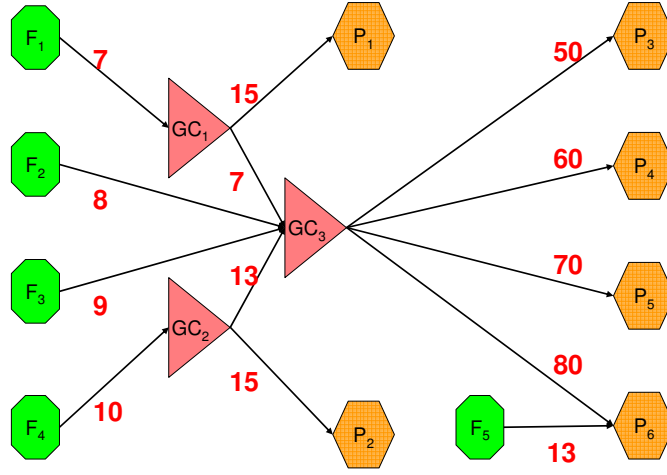 F₁
P₁
P₃
7
15
50
GC₁
F₂
P₄
60
8
7
GC₃
70
13
F₃
9
P₅
GC₂
80
15
10
F₄
P₂
F₅
13
P₆